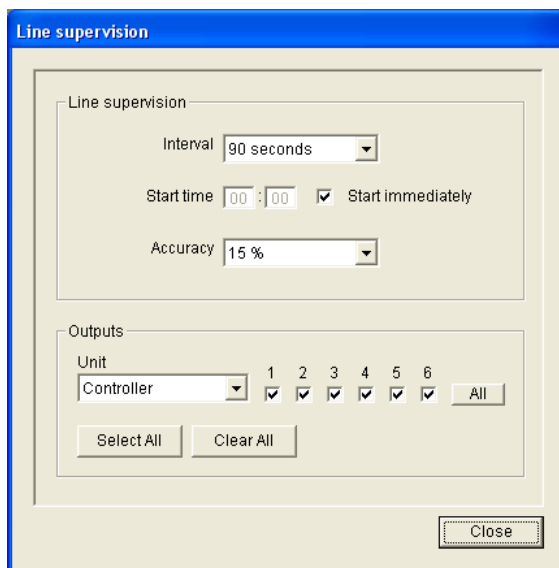 Line supervision
Line supervision
Interval 90 seconds
Start time 00 : 00 Start immediately
Accuracy 15 %
Outputs
Unit
1 2 3 4 5 6
Controller
All
Select All Clear All
Close